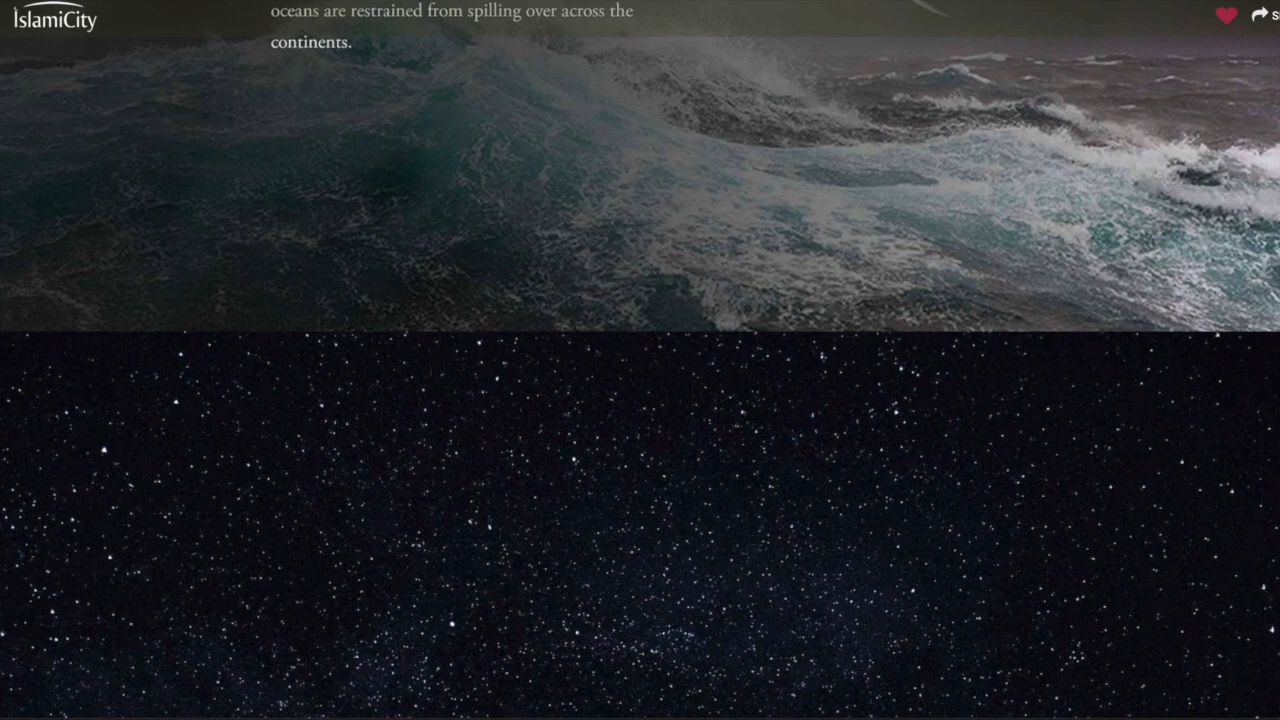 IslamiCity
oceans are restrained from spilling over across the
continents.